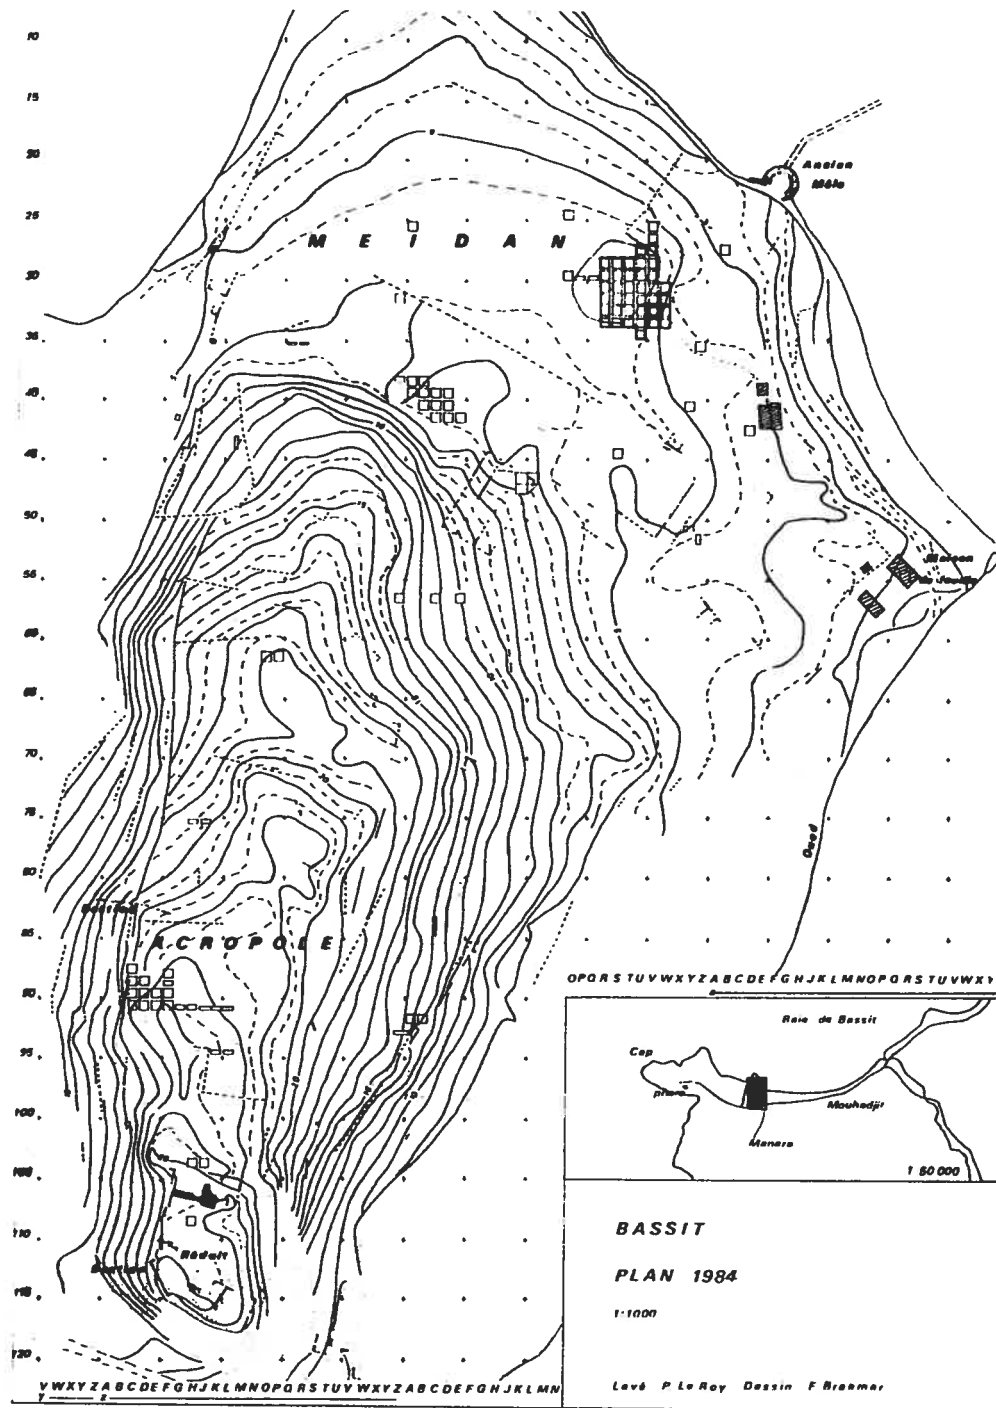 10
15
20
25
30
35
40
45
50
55
60
65
70
75
80
85
90
95
100
105
110
115
120
Ancien
Môle
MEIDAN
Maison
de fouille
Oued
Bastion
ACROPOLE
Réduit
Bastion
OPQRSTUVWXYZABCDEFGHJKLMNOPQRSTUVWXY
Baie de Bassit
Cap
phare
Mouhadjir
Manara
1 50 000
BASSIT
PLAN 1984
1:1000
Levé P. Le Roy Dessin F Braemer
VWXYZABCDEFGHJKLMNOPQRSTUVWXYZABCDEFGHJKLMN
Y Z